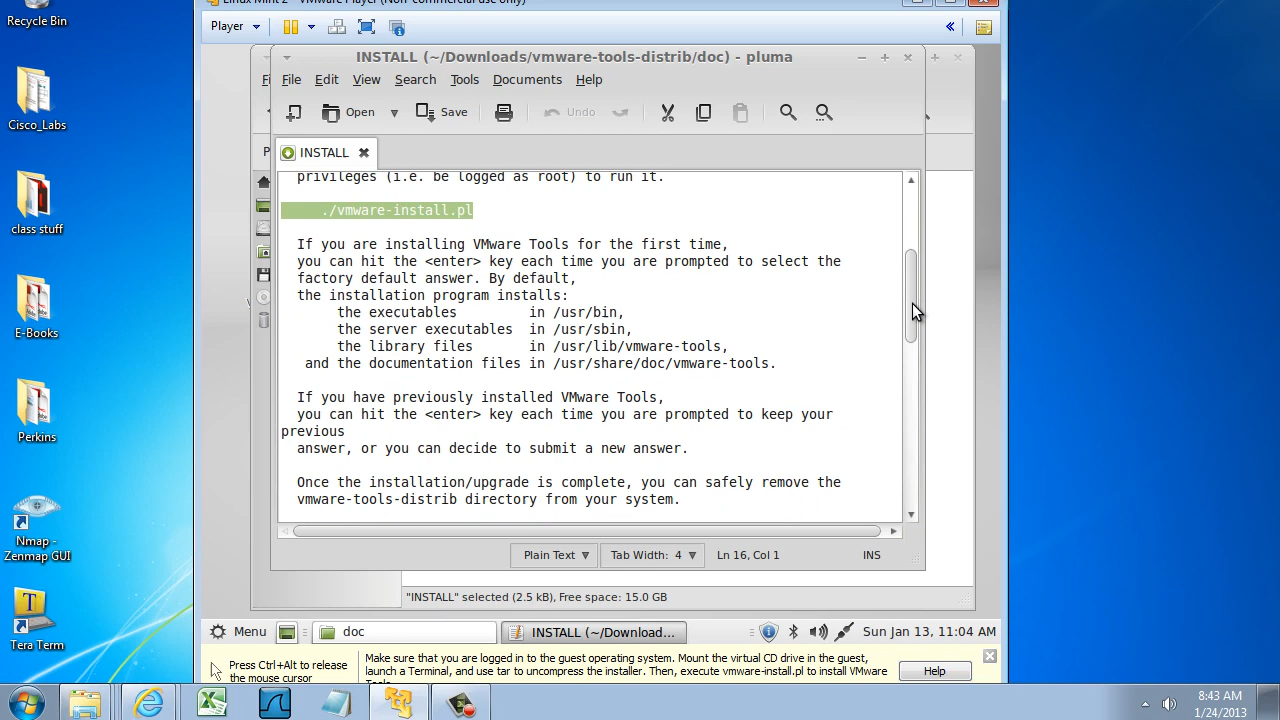 Recycle Bin
Cisco_Labs
class stuff
E-Books
Perkins
Nmap -
Zenmap GUI
Tera Term
Player
INSTALL (~/Downloads/vmware-tools-distrib/doc) - pluma
File Edit View Search Tools Documents Help
Open Save Undo
INSTALL
privileges (i.e. be logged as root) to run it.
./vmware-install.pl
If you are installing VMware Tools for the first time,
you can hit the <enter> key each time you are prompted to select the
factory default answer. By default,
the installation program installs:
the executables in /usr/bin,
the server executables in /usr/sbin,
the library files in /usr/lib/vmware-tools,
and the documentation files in /usr/share/doc/vmware-tools.
If you have previously installed VMware Tools,
you can hit the <enter> key each time you are prompted to keep your
previous
answer, or you can decide to submit a new answer.
Once the installation/upgrade is complete, you can safely remove the
vmware-tools-distrib directory from your system.
Plain Text Tab Width: 4 Ln 16, Col 1 INS
"INSTALL" selected (2.5 kB), Free space: 15.0 GB
Menu doc INSTALL (~/Download... Sun Jan 13, 11:04 AM
Press Ctrl+Alt to release
the mouse cursor
Make sure that you are logged in to the guest operating system. Mount the virtual CD drive in the guest,
launch a Terminal, and use tar to uncompress the installer. Then, execute vmware-install.pl to install VMware
Help
8:43 AM
1/24/2013